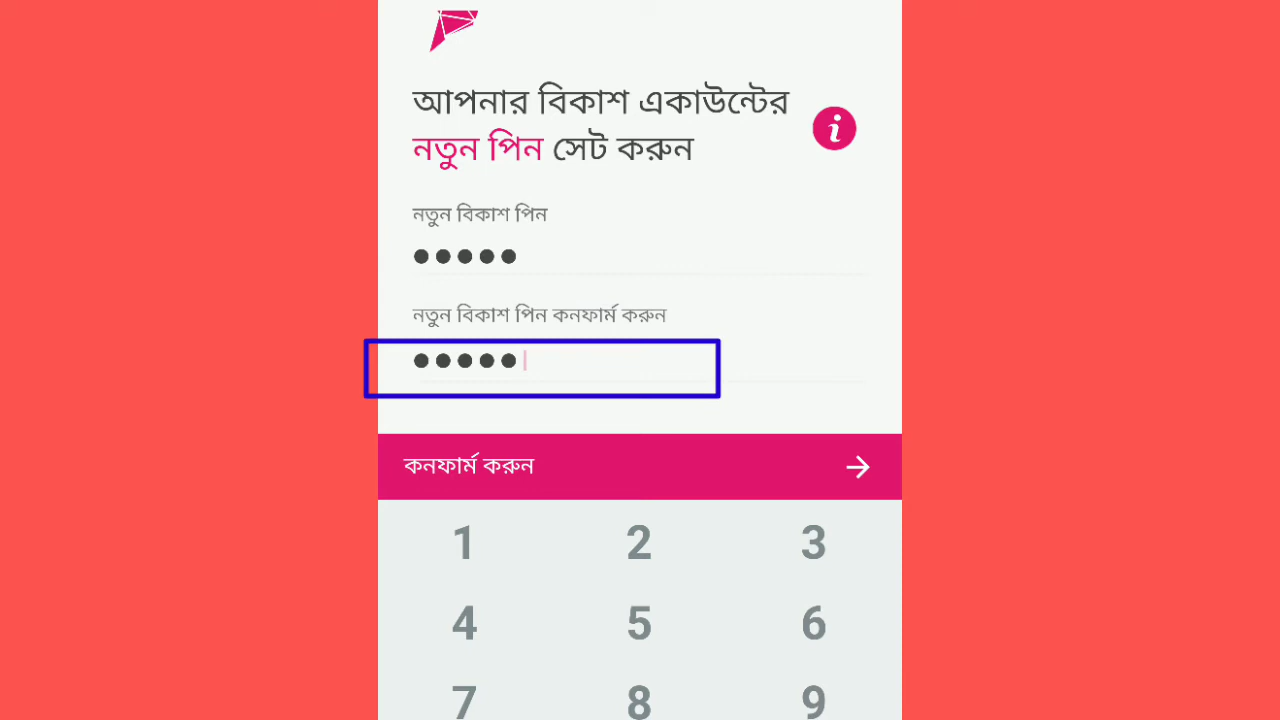 আপনার বিকাশ একাউন্টের
নতুন পিন সেট করুন
i
নতুন বিকাশ পিন
নতুন বিকাশ পিন কনফার্ম করুন
কনফার্ম করুন
1 2 3
4 5 6
7 8 9